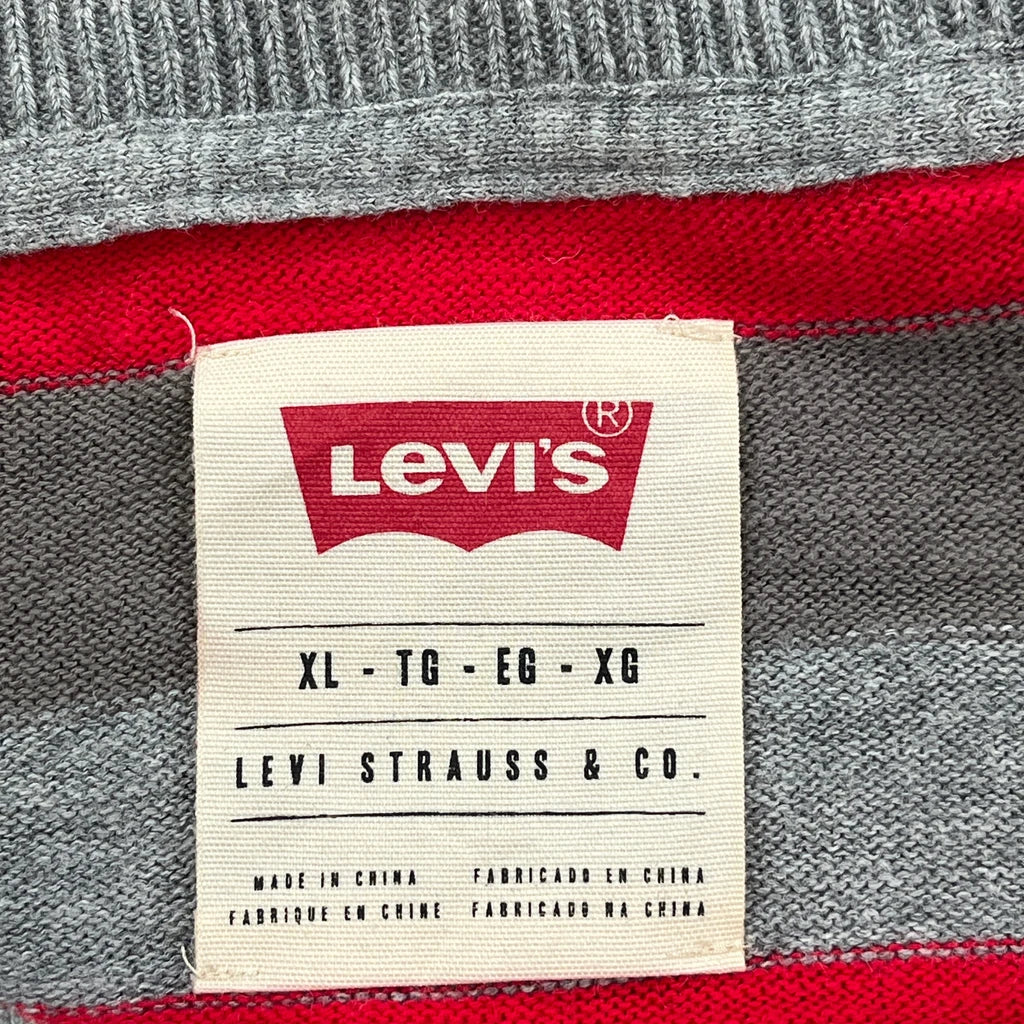 LEVI'S®
XL - TG - EG - XG
LEVI STRAUSS & CO.
MADE IN CHINA FABRICADO EN CHINA
FABRIQUE EN CHINE FABRICADO NA CHINA